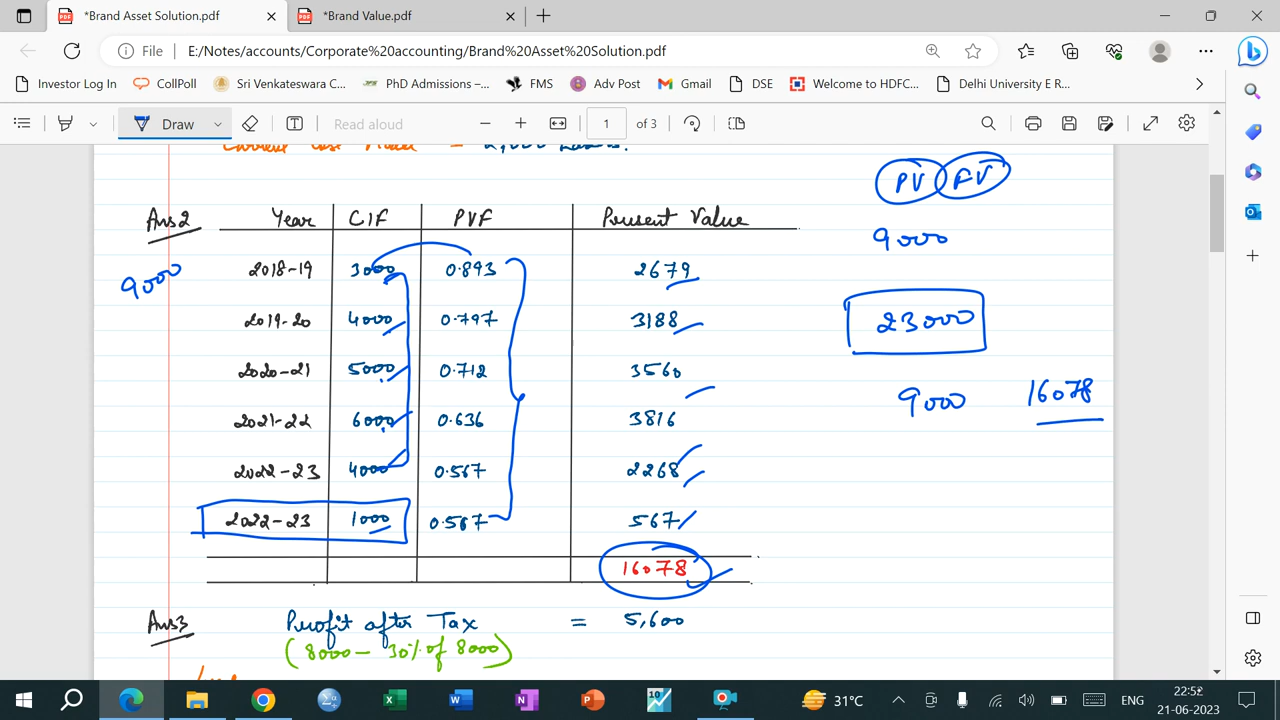 *Brand Asset Solution.pdf
*Brand Value.pdf
File
E:/Notes/accounts/Corporate%20accounting/Brand%20Asset%20Solution.pdf
Investor Log In
CollPoll
Sri Venkateswara C...
PhD Admissions –...
FMS
Adv Post
Gmail
DSE
Welcome to HDFC...
Delhi University E R...
Draw
Read aloud
1 of 3
PV FV
Ans2 Year CIF PVF Present Value
9000
9000 2018-19 3000 0.893 2679
2019-20 4000 0.797 3188
23000
2020-21 5000 0.712 3560
9000 16078
2021-22 6000 0.636 3816
2022-23 4000 0.567 2268
2022-23 1000 0.567 567
16078
Ans3 Profit after Tax = 5,600
(8000 - 30% of 8000)
31°C
ENG
22:52
21-06-2023